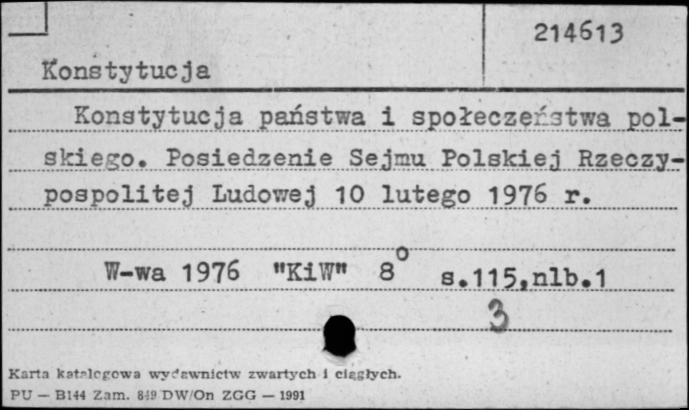 214613
Konstytucja
Konstytucja państwa i społeczeństwa pol-
skiego. Posiedzenie Sejmu Polskiej Rzeczy-
pospolitej Ludowej 10 lutego 1976 r.
W-wa 1976 "KiW" 8° s.115,nlb.1
3
Karta katalogowa wydawnictw zwartych i ciągłych.
PU — B144 Zam. 849 DW/On ZGG — 1991